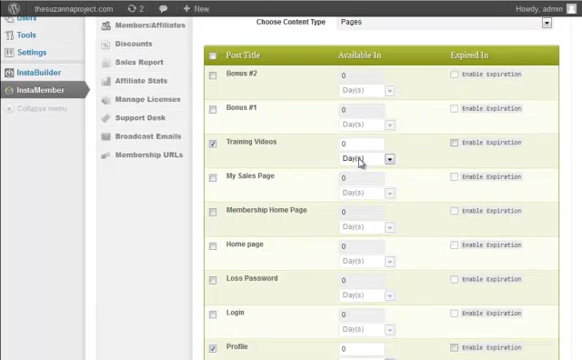 thesuzannaproject.com 2 + New Howdy, admin
Users
Tools
Settings
InstaBuilder
InstaMember
Collapse menu
Members/Affiliates
Discounts
Sales Report
Affiliate Stats
Manage Licenses
Support Desk
Broadcast Emails
Membership URLs
Choose Content Type Pages
Post Title Available In Expired In
Bonus #2 0 Enable Expiration
Day(s)
Bonus #1 0 Enable Expiration
Day(s)
Training Videos 0 Enable Expiration
Day(s)
My Sales Page 0 Enable Expiration
Day(s)
Membership Home Page 0 Enable Expiration
Day(s)
Home page 0 Enable Expiration
Day(s)
Loss Password 0 Enable Expiration
Day(s)
Login 0 Enable Expiration
Day(s)
Profile 0 Enable Expiration